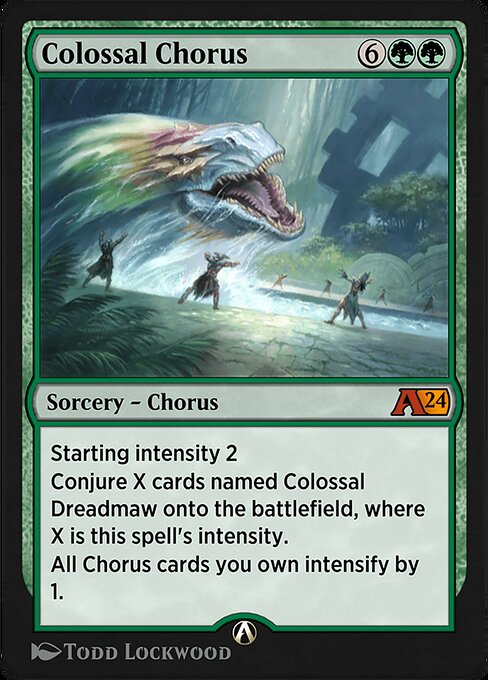 Colossal Chorus 6
Sorcery – Chorus A24
Starting intensity 2
Conjure X cards named Colossal
Dreadmaw onto the battlefield, where
X is this spell's intensity.
All Chorus cards you own intensify by
1.
Todd Lockwood